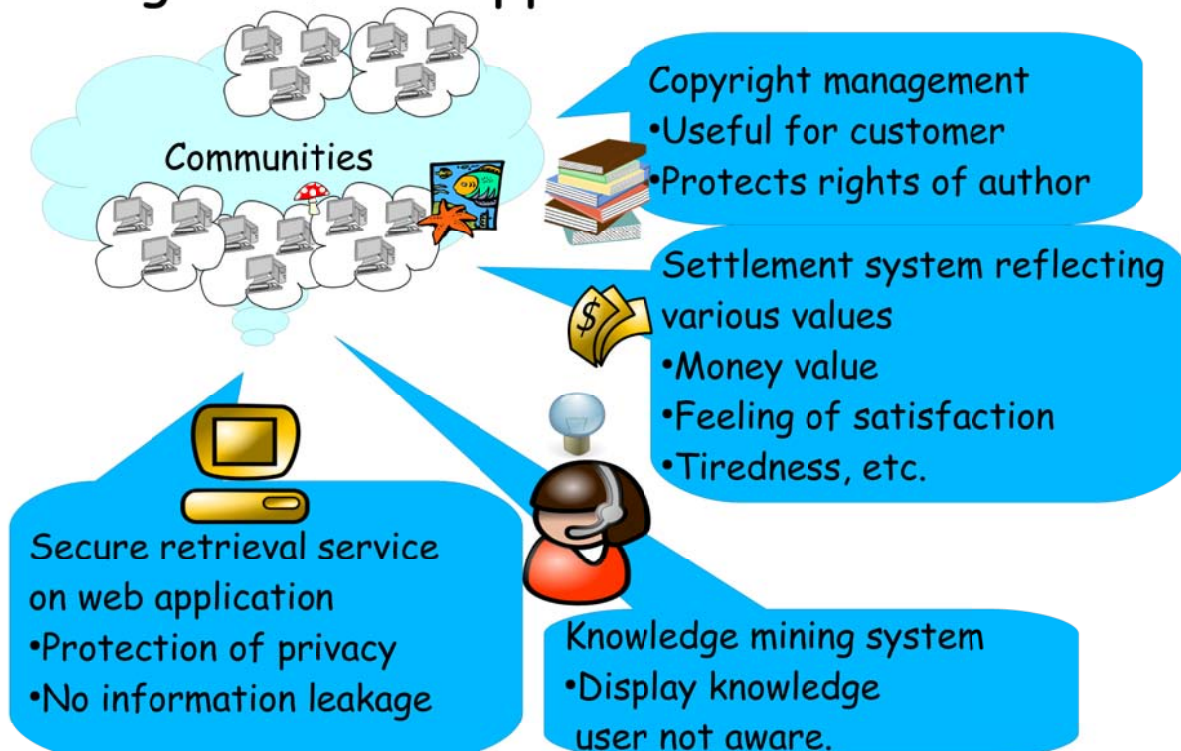 Communities
Copyright management
•Useful for customer
•Protects rights of author
Settlement system reflecting
various values
•Money value
•Feeling of satisfaction
•Tiredness, etc.
$
Secure retrieval service
on web application
•Protection of privacy
•No information leakage
Knowledge mining system
•Display knowledge
user not aware.